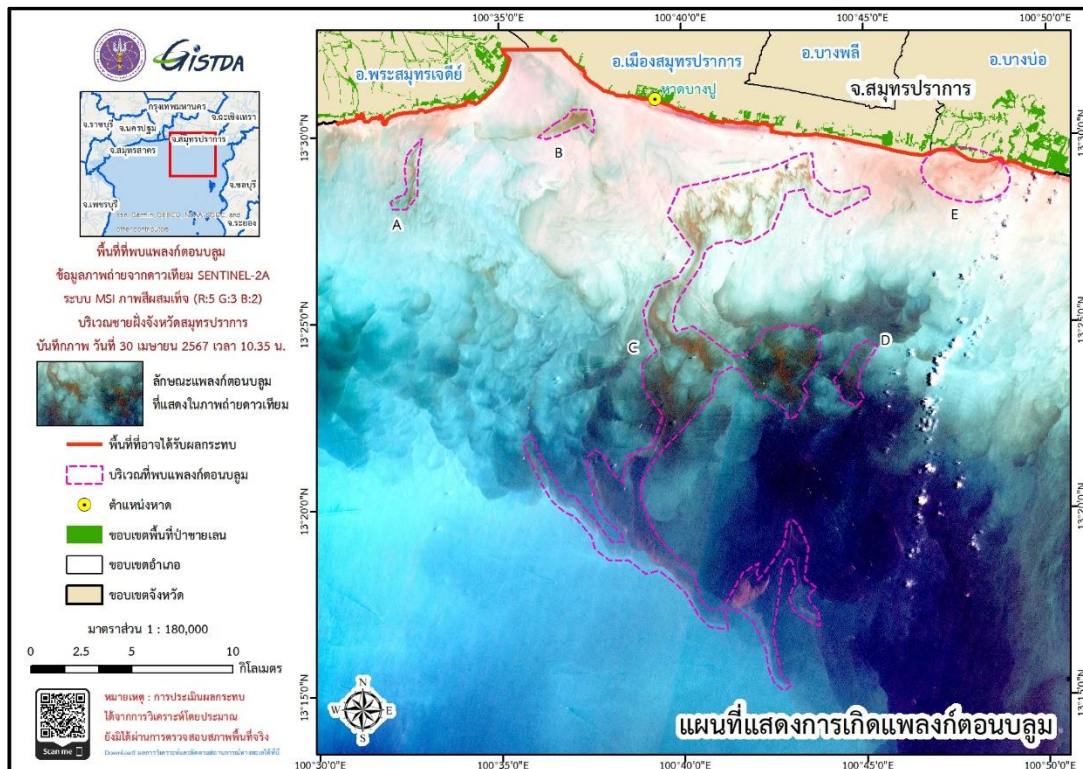 GISTDA
กรุงเทพมหานคร
จ.ฉะเชิงเทรา
จ.ราชบุรี
จ.นครปฐม
จ.สมุทรปราการ
จ.สมุทรสาคร
จ.ชลบุรี
จ.เพชรบุรี
จ.ระยอง
other contributors
พื้นที่ที่พบแพลงก์ตอนบลูม
ข้อมูลภาพถ่ายจากดาวเทียม SENTINEL-2A
ระบบ MSI ภาพสีผสมเท็จ (R:5 G:3 B:2)
บริเวณชายฝั่งจังหวัดสมุทรปราการ
บันทึกภาพ วันที่ 30 เมษายน 2567 เวลา 10.35 น.
ลักษณะแพลงก์ตอนบลูม
ที่แสดงในภาพถ่ายดาวเทียม
พื้นที่ที่อาจได้รับผลกระทบ
บริเวณที่พบแพลงก์ตอนบลูม
ตำแหน่งหาด
ขอบเขตพื้นที่ป่าชายเลน
ขอบเขตอำเภอ
ขอบเขตจังหวัด
มาตราส่วน 1 : 180,000
0 2.5 5 10
กิโลเมตร
Scan me
หมายเหตุ : การประเมินผลกระทบ
ได้จากการวิเคราะห์โดยประมาณ
ยังมิได้ผ่านการตรวจสอบสภาพพื้นที่จริง
100°35'0"E 100°40'0"E 100°45'0"E 100°50'0"E
อ.พระสมุทรเจดีย์
อ.เมืองสมุทรปราการ
อ.บางพลี
อ.บางบ่อ
หาดบางปู
จ.สมุทรปราการ
13°30'0"N
13°30'0"N
A
B
C
D
E
13°25'0"N
13°25'0"N
13°20'0"N
13°20'0"N
13°15'0"N
13°15'0"N
N
W E
S
แผนที่แสดงการเกิดแพลงก์ตอนบลูม
100°30'0"E 100°35'0"E 100°40'0"E 100°45'0"E 100°50'0"E